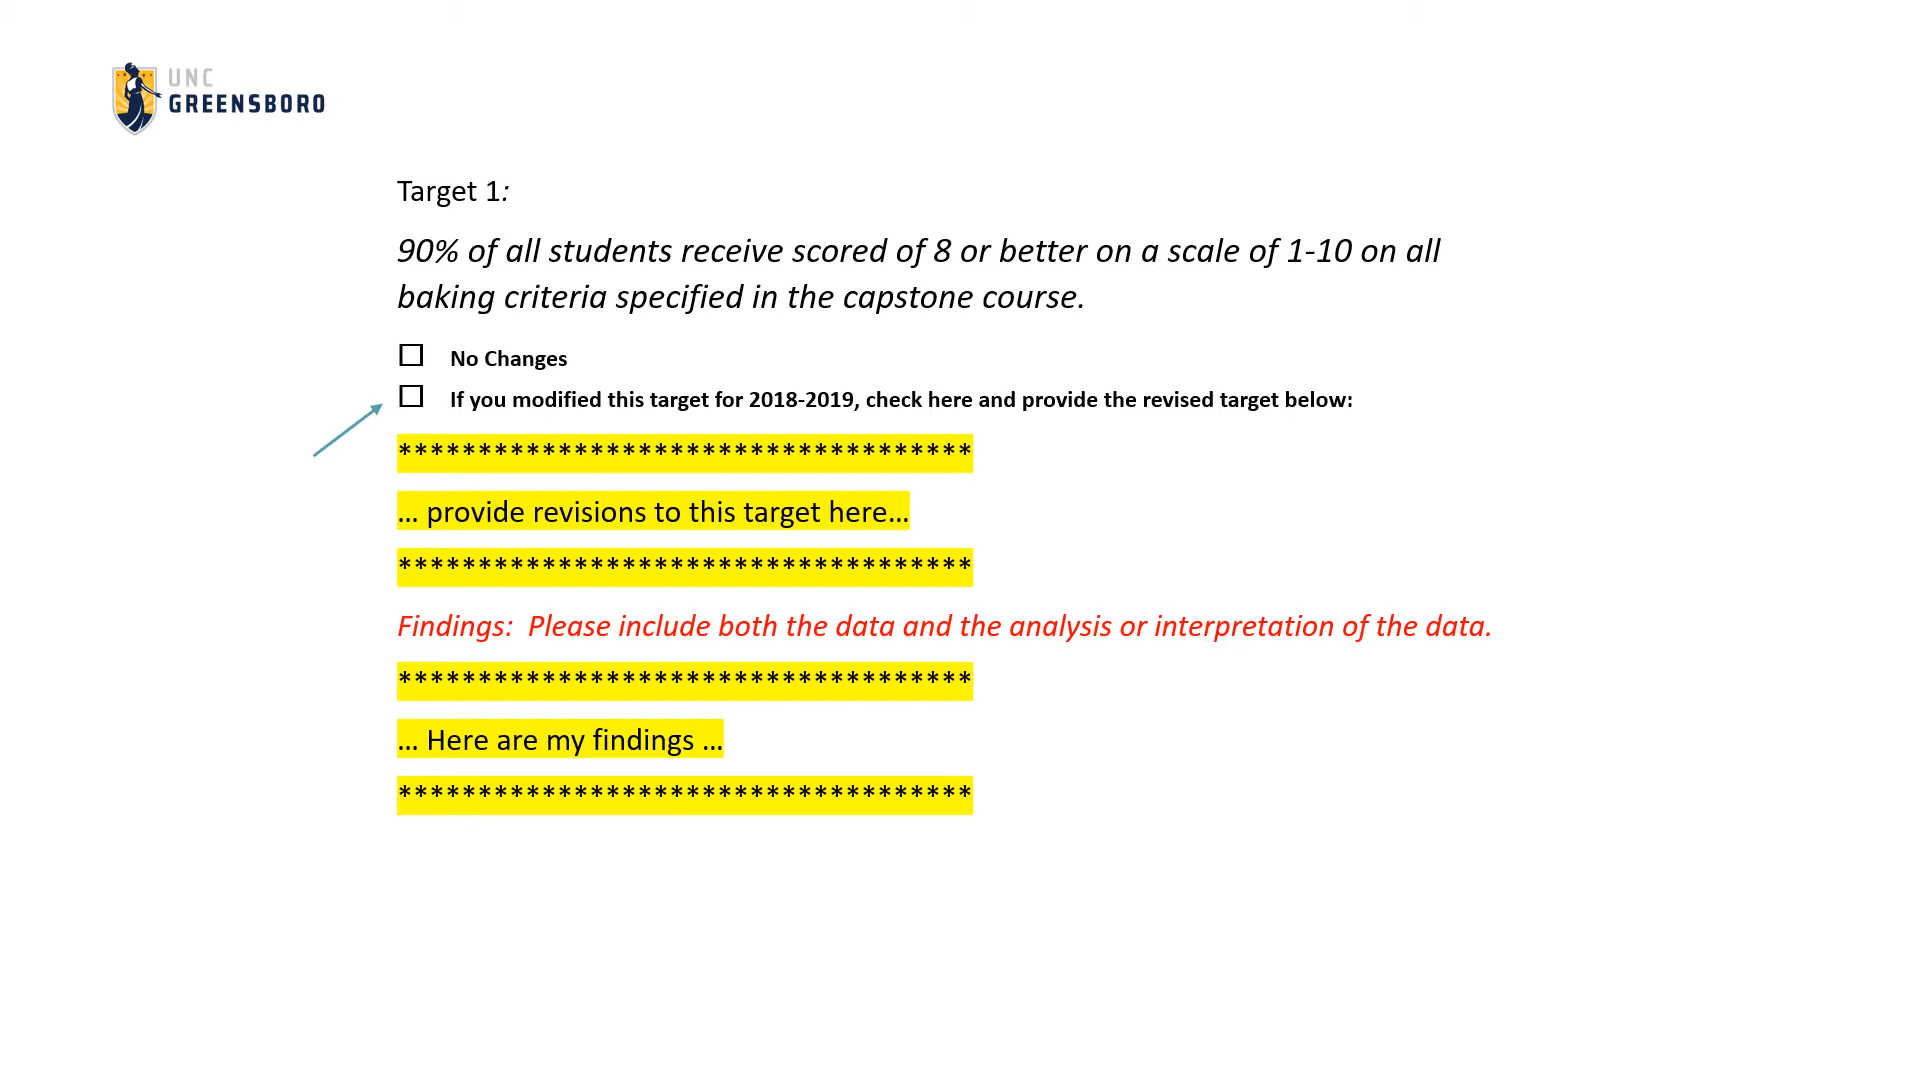 UNC
GREENSBORO
Target 1:
90% of all students receive scored of 8 or better on a scale of 1-10 on all
baking criteria specified in the capstone course.
☐ No Changes
☐ If you modified this target for 2018-2019, check here and provide the revised target below:
************************************
... provide revisions to this target here...
************************************
Findings:  Please include both the data and the analysis or interpretation of the data.
************************************
... Here are my findings ...
************************************